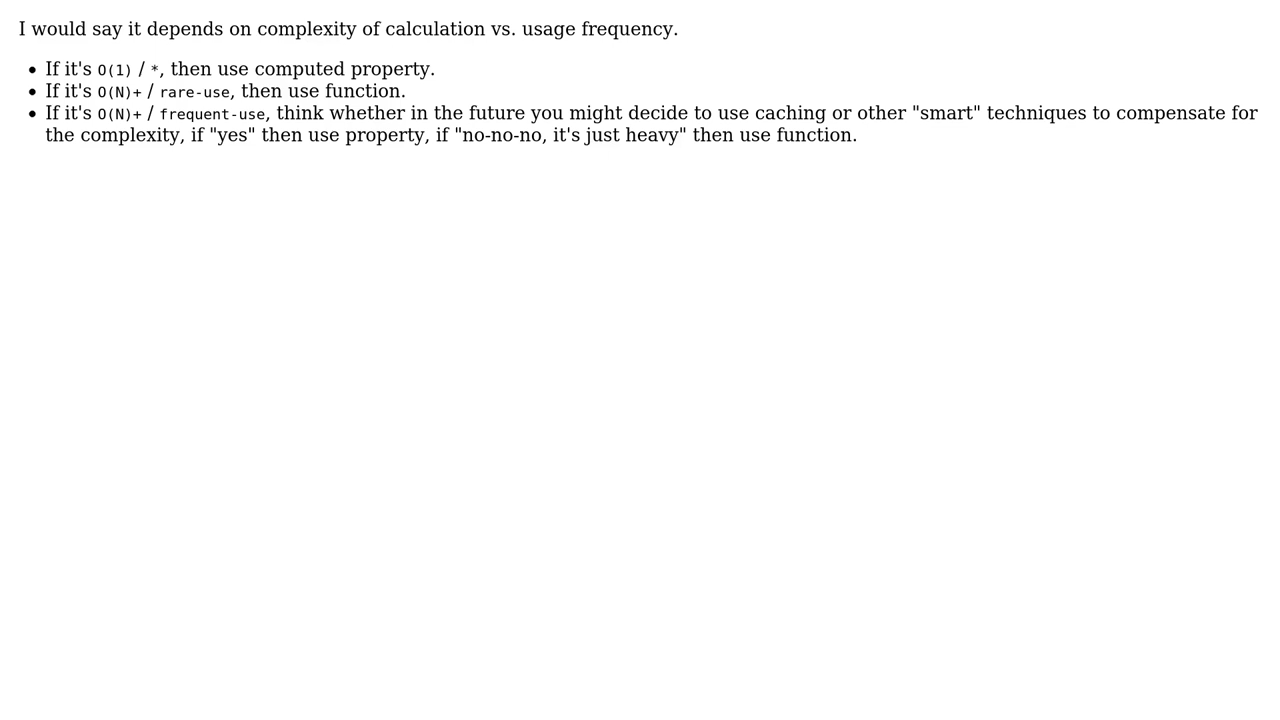 I would say it depends on complexity of calculation vs. usage frequency.
• If it's O(1) / *, then use computed property.
• If it's O(N)+ / rare-use, then use function.
• If it's O(N)+ / frequent-use, think whether in the future you might decide to use caching or other "smart" techniques to compensate for
the complexity, if "yes" then use property, if "no-no-no, it's just heavy" then use function.